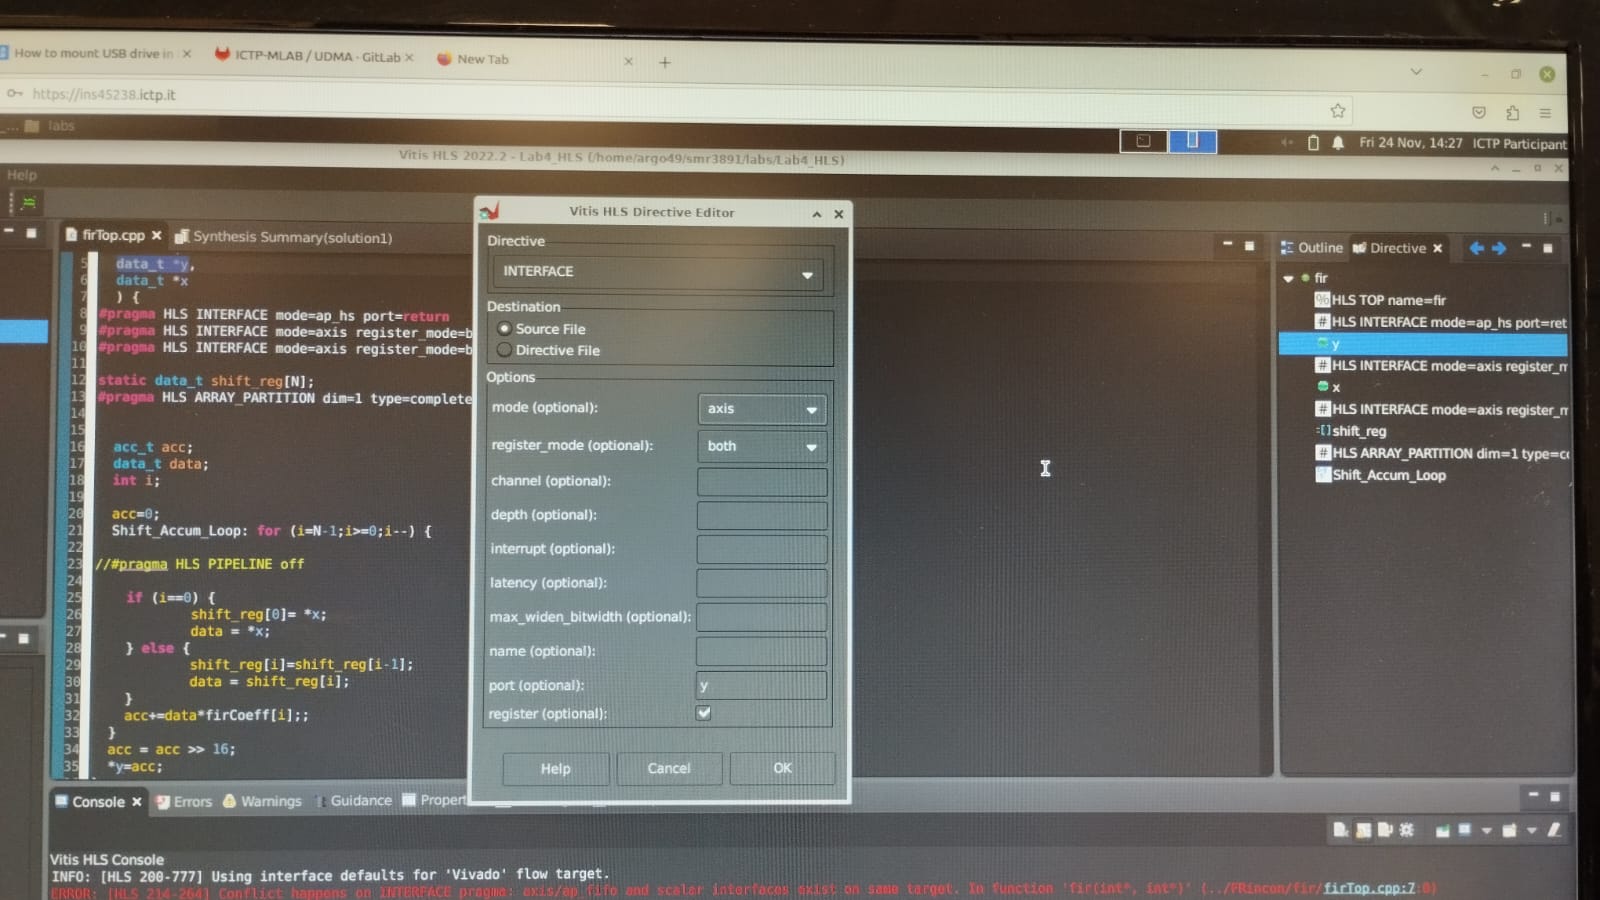 How to mount USB drive in
ICTP-MLAB / UDMA · GitLab
New Tab
https://ins45238.ictp.it
labs
Fri 24 Nov, 14:27 ICTP Participant
Vitis HLS 2022.2 - Lab4_HLS (/home/argo49/smr3891/labs/Lab4_HLS)
Help
firTop.cpp
Synthesis Summary(solution1)
5 data_t *y,
6 data_t *x
7 ) {
8 #pragma HLS INTERFACE mode=ap_hs port=return
9 #pragma HLS INTERFACE mode=axis register_mode=b
10 #pragma HLS INTERFACE mode=axis register_mode=b
11
12 static data_t shift_reg[N];
13 #pragma HLS ARRAY_PARTITION dim=1 type=complete
14
15
16 acc_t acc;
17 data_t data;
18 int i;
19
20 acc=0;
21 Shift_Accum_Loop: for (i=N-1;i>=0;i--) {
22
23 //#pragma HLS PIPELINE off
24
25 if (i==0) {
26 shift_reg[0]= *x;
27 data = *x;
28 } else {
29 shift_reg[i]=shift_reg[i-1];
30 data = shift_reg[i];
31 }
32 acc+=data*firCoeff[i];;
33 }
34 acc = acc >> 16;
35 *y=acc;
Vitis HLS Directive Editor
Directive
INTERFACE
Destination
Source File
Directive File
Options
mode (optional): axis
register_mode (optional): both
channel (optional):
depth (optional):
interrupt (optional):
latency (optional):
max_widen_bitwidth (optional):
name (optional):
port (optional): y
register (optional):
Help Cancel OK
Outline Directive
fir
% HLS TOP name=fir
# HLS INTERFACE mode=ap_hs port=ret
y
# HLS INTERFACE mode=axis register_m
x
# HLS INTERFACE mode=axis register_m
shift_reg
# HLS ARRAY_PARTITION dim=1 type=co
Shift_Accum_Loop
Console Errors Warnings Guidance Propert
Vitis HLS Console
INFO: [HLS 200-777] Using interface defaults for 'Vivado' flow target.
ERROR: [HLS 214-264] Conflict happens on INTERFACE pragma: axis/ap_fifo and scalar interfaces exist on same target. In function 'fir(int*, int*)' (../PRincon/fir/firTop.cpp:7:0)